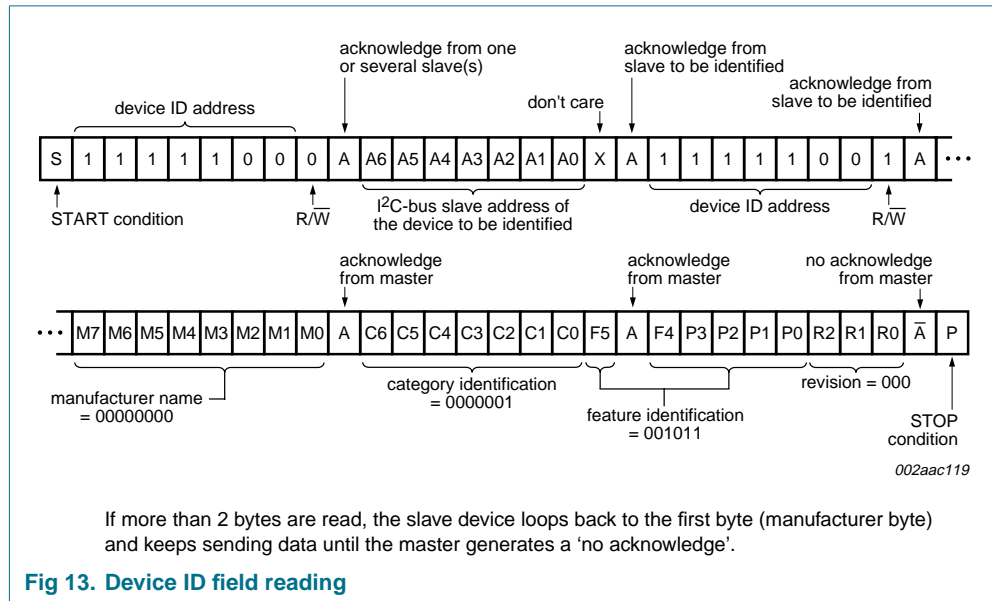 acknowledge from one
or several slave(s)
acknowledge from
slave to be identified
acknowledge from
slave to be identified
device ID address
don't care
S 1 1 1 1 1 0 0 0 A A6 A5 A4 A3 A2 A1 A0 X A 1 1 1 1 1 0 0 1 A
START condition
R/W̅
I²C-bus slave address of
the device to be identified
device ID address
R/W̅
acknowledge
from master
acknowledge
from master
no acknowledge
from master
M7 M6 M5 M4 M3 M2 M1 M0 A C6 C5 C4 C3 C2 C1 C0 F5 A F4 P3 P2 P1 P0 R2 R1 R0 A̅ P
manufacturer name
= 00000000
category identification
= 0000001
feature identification
= 001011
revision = 000
STOP
condition
002aac119
If more than 2 bytes are read, the slave device loops back to the first byte (manufacturer byte)
and keeps sending data until the master generates a ‘no acknowledge’.
Fig 13. Device ID field reading